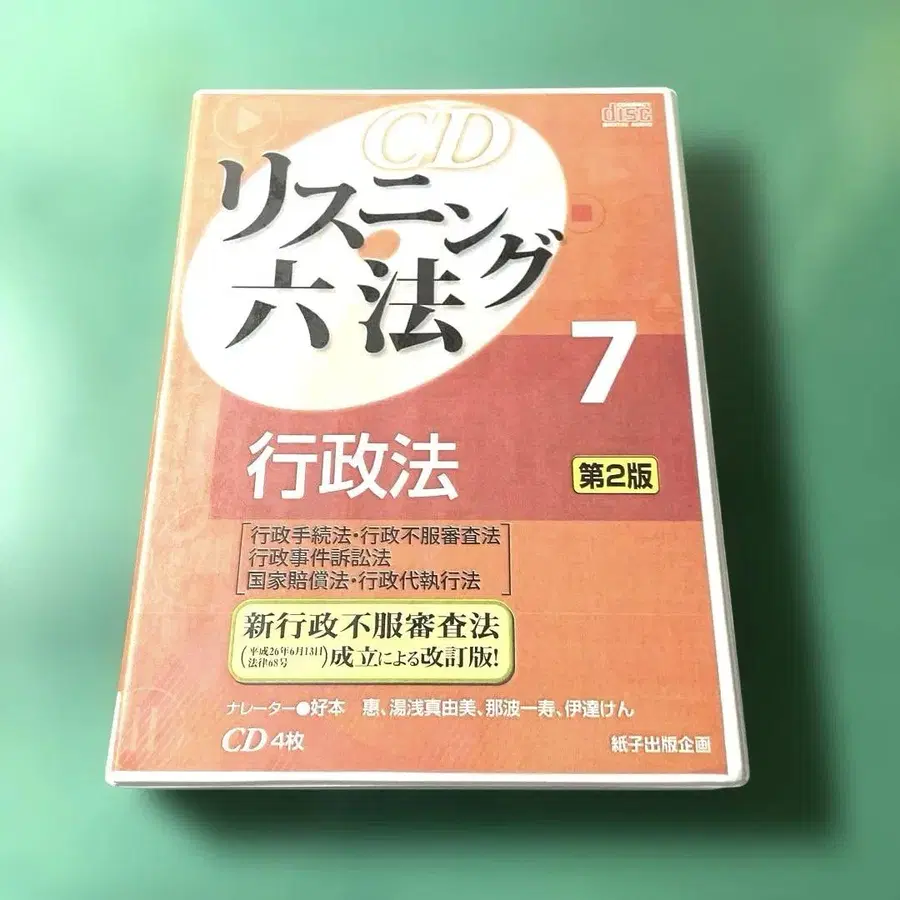 disc
CD
リスニング
六法
7
行政法
第2版
行政手続法・行政不服審査法
行政事件訴訟法
国家賠償法・行政代執行法
新行政不服審査法
(平成26年6月13日
法律68号)成立による改訂版!
ナレーター●好本 惠、湯浅真由美、那波一寿、伊達けん
CD 4枚
紙子出版企画